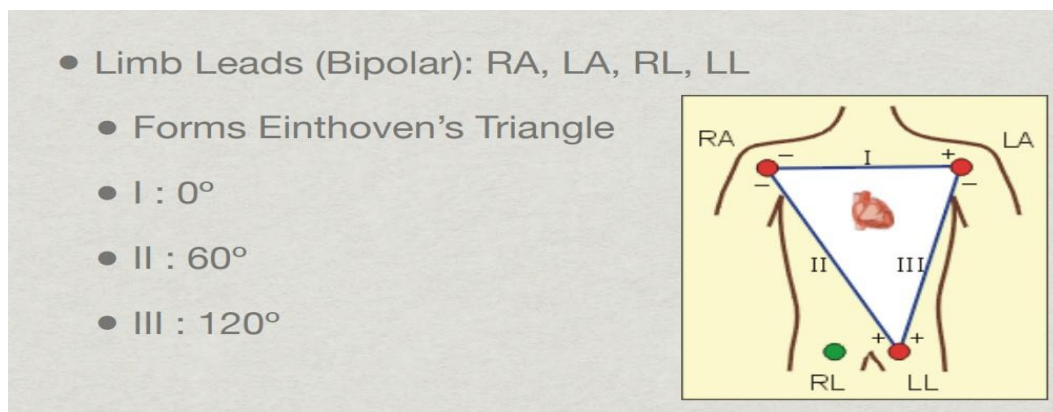 • Limb Leads (Bipolar): RA, LA, RL, LL
• Forms Einthoven’s Triangle
• I : 0º
• II : 60º
• III : 120º
RA
LA
− I +
− −
II III
+ +
RL LL